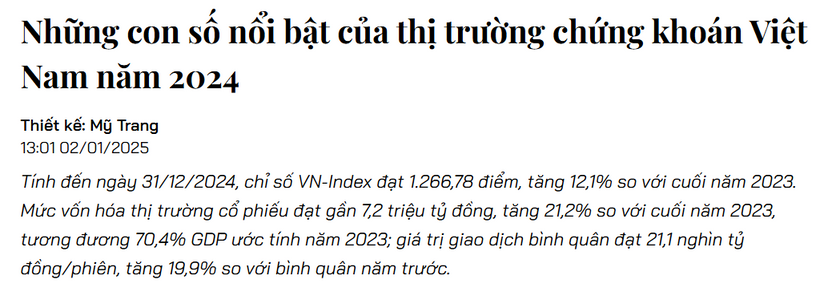 Những con số nổi bật của thị trường chứng khoán Việt
Nam năm 2024
Thiết kế: Mỹ Trang
13:01 02/01/2025
Tính đến ngày 31/12/2024, chỉ số VN-Index đạt 1.266,78 điểm, tăng 12,1% so với cuối năm 2023.
Mức vốn hóa thị trường cổ phiếu đạt gần 7,2 triệu tỷ đồng, tăng 21,2% so với cuối năm 2023,
tương đương 70,4% GDP ước tính năm 2023; giá trị giao dịch bình quân đạt 21,1 nghìn tỷ
đồng/phiên, tăng 19,9% so với bình quân năm trước.